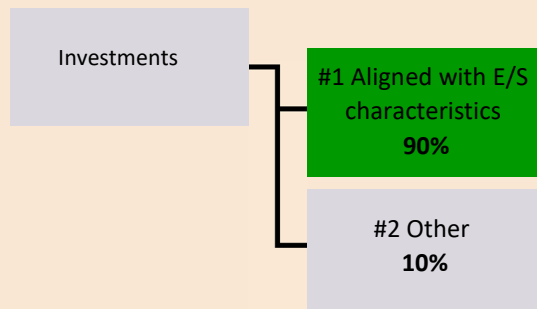 Investments
#1 Aligned with E/S
characteristics
90%
#2 Other
10%